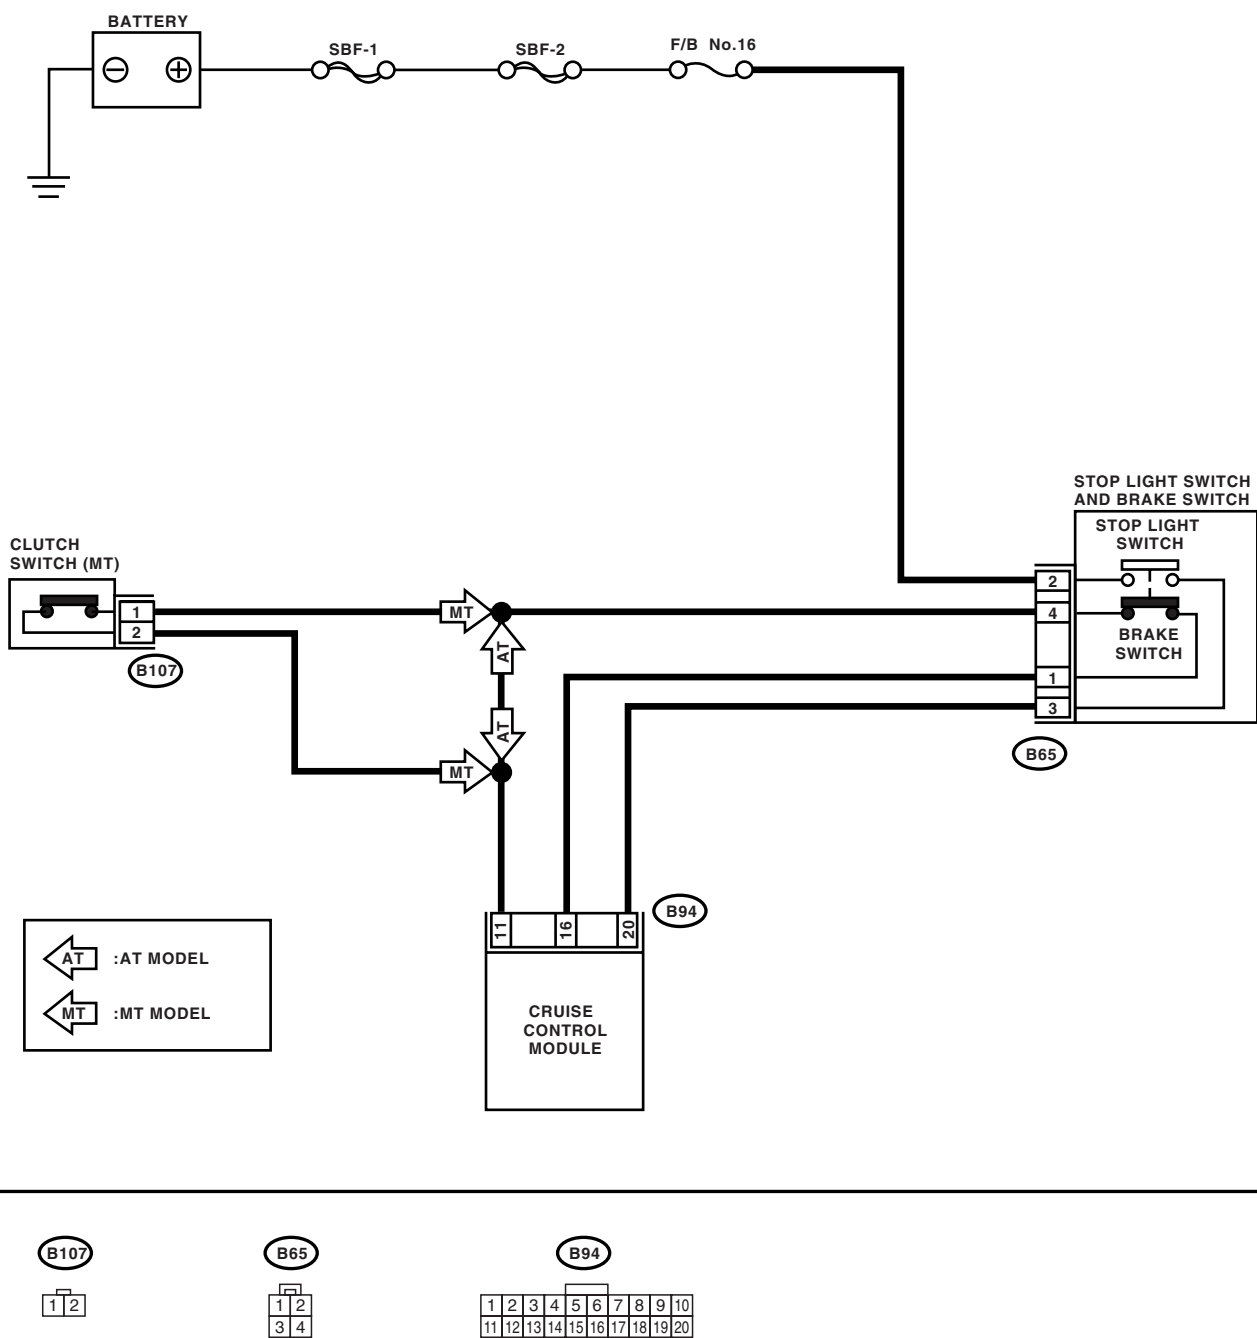 BATTERY
SBF-1
SBF-2
F/B No.16
STOP LIGHT SWITCH
AND BRAKE SWITCH
STOP LIGHT
SWITCH
BRAKE
SWITCH
2
4
1
3
B65
CLUTCH
SWITCH (MT)
1
2
B107
MT
AT
AT
MT
11
16
20
B94
CRUISE
CONTROL
MODULE
AT :AT MODEL
MT :MT MODEL
B107
1 2
B65
1 2
3 4
B94
1 2 3 4 5 6 7 8 9 10
11 12 13 14 15 16 17 18 19 20